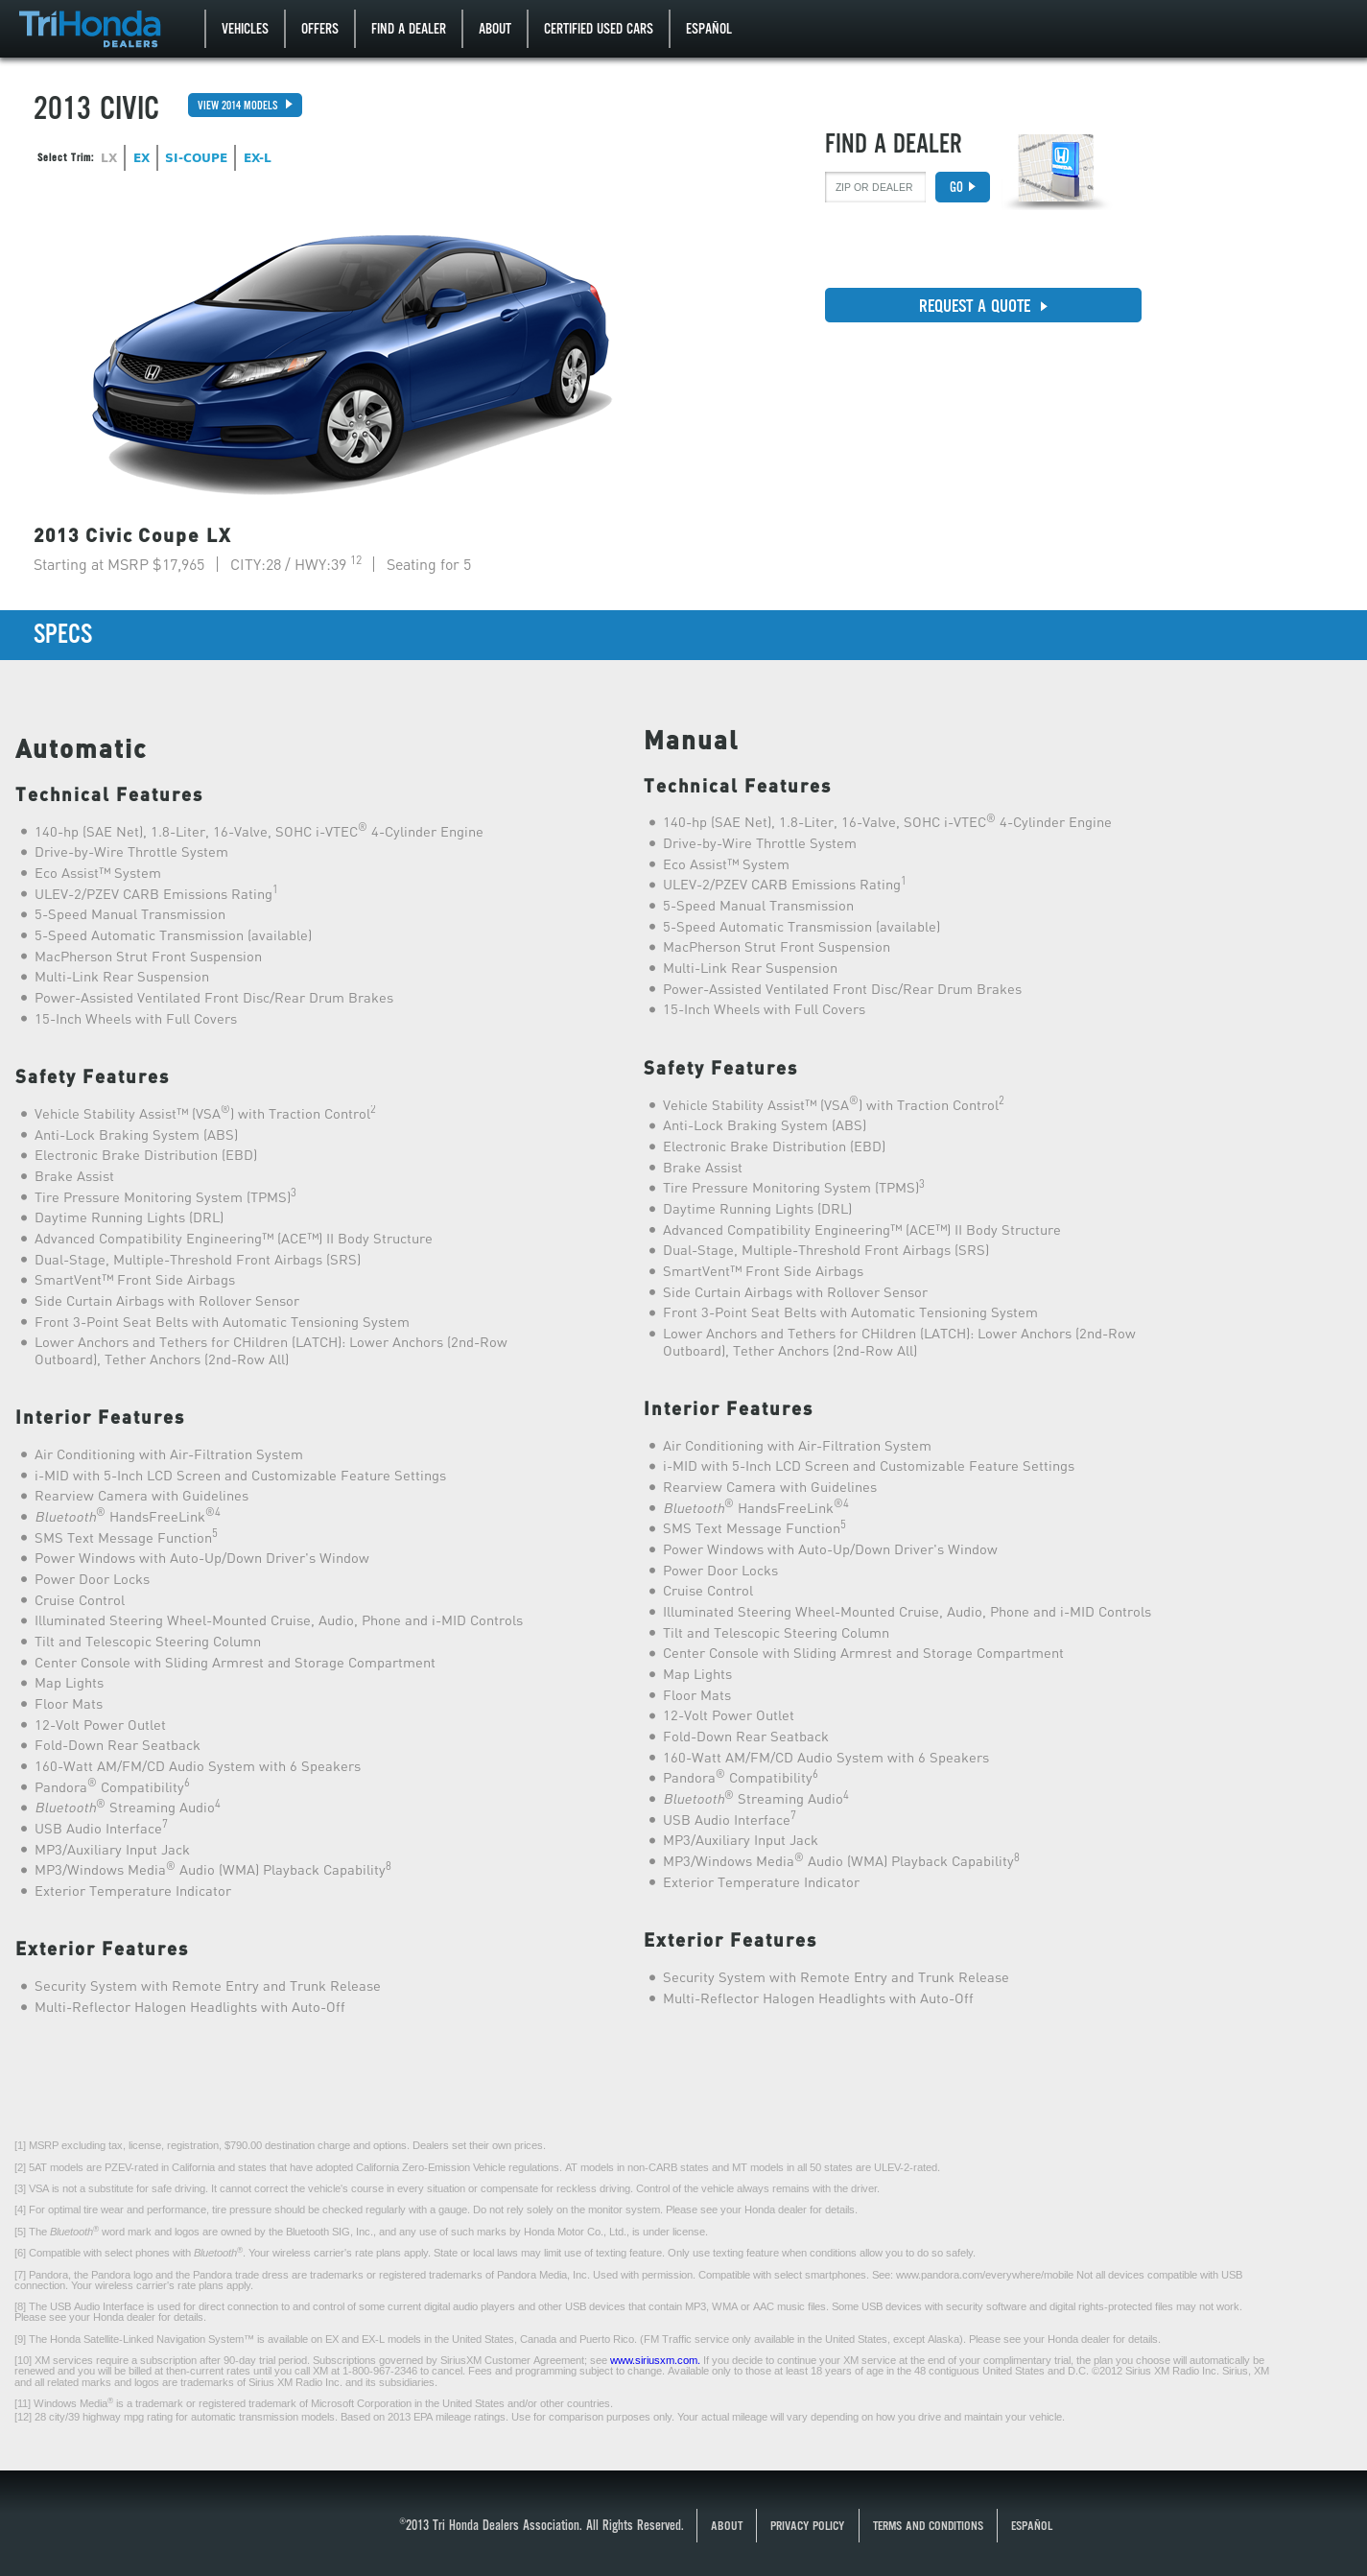 TriHonda
DEALERS
VEHICLES
OFFERS
FIND A DEALER
ABOUT
CERTIFIED USED CARS
ESPAÑOL
2013 CIVIC
VIEW 2014 MODELS
Select Trim: LX EX SI-COUPE EX-L
FIND A DEALER
ZIP OR DEALER
GO
REQUEST A QUOTE
2013 Civic Coupe LX
Starting at MSRP $17,965 | CITY:28 / HWY:39 12 | Seating for 5
SPECS
Automatic
Technical Features
140-hp (SAE Net), 1.8-Liter, 16-Valve, SOHC i-VTEC® 4-Cylinder Engine
Drive-by-Wire Throttle System
Eco Assist™ System
ULEV-2/PZEV CARB Emissions Rating1
5-Speed Manual Transmission
5-Speed Automatic Transmission (available)
MacPherson Strut Front Suspension
Multi-Link Rear Suspension
Power-Assisted Ventilated Front Disc/Rear Drum Brakes
15-Inch Wheels with Full Covers
Safety Features
Vehicle Stability Assist™ (VSA®) with Traction Control2
Anti-Lock Braking System (ABS)
Electronic Brake Distribution (EBD)
Brake Assist
Tire Pressure Monitoring System (TPMS)3
Daytime Running Lights (DRL)
Advanced Compatibility Engineering™ (ACE™) II Body Structure
Dual-Stage, Multiple-Threshold Front Airbags (SRS)
SmartVent™ Front Side Airbags
Side Curtain Airbags with Rollover Sensor
Front 3-Point Seat Belts with Automatic Tensioning System
Lower Anchors and Tethers for CHildren (LATCH): Lower Anchors (2nd-Row
Outboard), Tether Anchors (2nd-Row All)
Interior Features
Air Conditioning with Air-Filtration System
i-MID with 5-Inch LCD Screen and Customizable Feature Settings
Rearview Camera with Guidelines
Bluetooth® HandsFreeLink®4
SMS Text Message Function5
Power Windows with Auto-Up/Down Driver's Window
Power Door Locks
Cruise Control
Illuminated Steering Wheel-Mounted Cruise, Audio, Phone and i-MID Controls
Tilt and Telescopic Steering Column
Center Console with Sliding Armrest and Storage Compartment
Map Lights
Floor Mats
12-Volt Power Outlet
Fold-Down Rear Seatback
160-Watt AM/FM/CD Audio System with 6 Speakers
Pandora® Compatibility6
Bluetooth® Streaming Audio4
USB Audio Interface7
MP3/Auxiliary Input Jack
MP3/Windows Media® Audio (WMA) Playback Capability8
Exterior Temperature Indicator
Exterior Features
Security System with Remote Entry and Trunk Release
Multi-Reflector Halogen Headlights with Auto-Off
Manual
Technical Features
140-hp (SAE Net), 1.8-Liter, 16-Valve, SOHC i-VTEC® 4-Cylinder Engine
Drive-by-Wire Throttle System
Eco Assist™ System
ULEV-2/PZEV CARB Emissions Rating1
5-Speed Manual Transmission
5-Speed Automatic Transmission (available)
MacPherson Strut Front Suspension
Multi-Link Rear Suspension
Power-Assisted Ventilated Front Disc/Rear Drum Brakes
15-Inch Wheels with Full Covers
Safety Features
Vehicle Stability Assist™ (VSA®) with Traction Control2
Anti-Lock Braking System (ABS)
Electronic Brake Distribution (EBD)
Brake Assist
Tire Pressure Monitoring System (TPMS)3
Daytime Running Lights (DRL)
Advanced Compatibility Engineering™ (ACE™) II Body Structure
Dual-Stage, Multiple-Threshold Front Airbags (SRS)
SmartVent™ Front Side Airbags
Side Curtain Airbags with Rollover Sensor
Front 3-Point Seat Belts with Automatic Tensioning System
Lower Anchors and Tethers for CHildren (LATCH): Lower Anchors (2nd-Row
Outboard), Tether Anchors (2nd-Row All)
Interior Features
Air Conditioning with Air-Filtration System
i-MID with 5-Inch LCD Screen and Customizable Feature Settings
Rearview Camera with Guidelines
Bluetooth® HandsFreeLink®4
SMS Text Message Function5
Power Windows with Auto-Up/Down Driver's Window
Power Door Locks
Cruise Control
Illuminated Steering Wheel-Mounted Cruise, Audio, Phone and i-MID Controls
Tilt and Telescopic Steering Column
Center Console with Sliding Armrest and Storage Compartment
Map Lights
Floor Mats
12-Volt Power Outlet
Fold-Down Rear Seatback
160-Watt AM/FM/CD Audio System with 6 Speakers
Pandora® Compatibility6
Bluetooth® Streaming Audio4
USB Audio Interface7
MP3/Auxiliary Input Jack
MP3/Windows Media® Audio (WMA) Playback Capability8
Exterior Temperature Indicator
Exterior Features
Security System with Remote Entry and Trunk Release
Multi-Reflector Halogen Headlights with Auto-Off
[1] MSRP excluding tax, license, registration, $790.00 destination charge and options. Dealers set their own prices.
[2] 5AT models are PZEV-rated in California and states that have adopted California Zero-Emission Vehicle regulations. AT models in non-CARB states and MT models in all 50 states are ULEV-2-rated.
[3] VSA is not a substitute for safe driving. It cannot correct the vehicle's course in every situation or compensate for reckless driving. Control of the vehicle always remains with the driver.
[4] For optimal tire wear and performance, tire pressure should be checked regularly with a gauge. Do not rely solely on the monitor system. Please see your Honda dealer for details.
[5] The Bluetooth® word mark and logos are owned by the Bluetooth SIG, Inc., and any use of such marks by Honda Motor Co., Ltd., is under license.
[6] Compatible with select phones with Bluetooth®. Your wireless carrier's rate plans apply. State or local laws may limit use of texting feature. Only use texting feature when conditions allow you to do so safely.
[7] Pandora, the Pandora logo and the Pandora trade dress are trademarks or registered trademarks of Pandora Media, Inc. Used with permission. Compatible with select smartphones. See: www.pandora.com/everywhere/mobile Not all devices compatible with USB
connection. Your wireless carrier's rate plans apply.
[8] The USB Audio Interface is used for direct connection to and control of some current digital audio players and other USB devices that contain MP3, WMA or AAC music files. Some USB devices with security software and digital rights-protected files may not work.
Please see your Honda dealer for details.
[9] The Honda Satellite-Linked Navigation System™ is available on EX and EX-L models in the United States, Canada and Puerto Rico. (FM Traffic service only available in the United States, except Alaska). Please see your Honda dealer for details.
[10] XM services require a subscription after 90-day trial period. Subscriptions governed by SiriusXM Customer Agreement; see www.siriusxm.com. If you decide to continue your XM service at the end of your complimentary trial, the plan you choose will automatically be
renewed and you will be billed at then-current rates until you call XM at 1-800-967-2346 to cancel. Fees and programming subject to change. Available only to those at least 18 years of age in the 48 contiguous United States and D.C. ©2012 Sirius XM Radio Inc. Sirius, XM
and all related marks and logos are trademarks of Sirius XM Radio Inc. and its subsidiaries.
[11] Windows Media® is a trademark or registered trademark of Microsoft Corporation in the United States and/or other countries.
[12] 28 city/39 highway mpg rating for automatic transmission models. Based on 2013 EPA mileage ratings. Use for comparison purposes only. Your actual mileage will vary depending on how you drive and maintain your vehicle.
®2013 Tri Honda Dealers Association. All Rights Reserved.
ABOUT
PRIVACY POLICY
TERMS AND CONDITIONS
ESPAÑOL